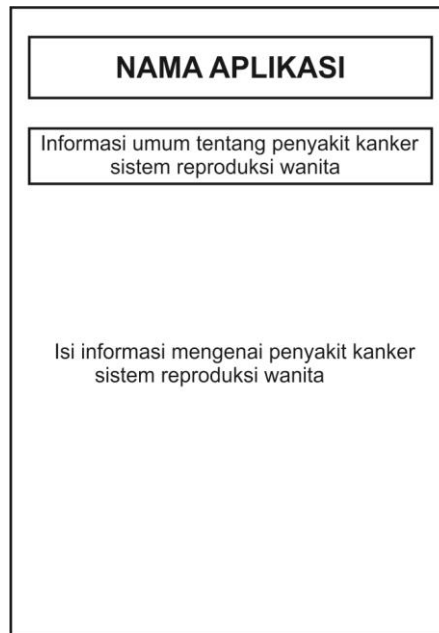 NAMA APLIKASI
Informasi umum tentang penyakit kanker
sistem reproduksi wanita
Isi informasi mengenai penyakit kanker
sistem reproduksi wanita